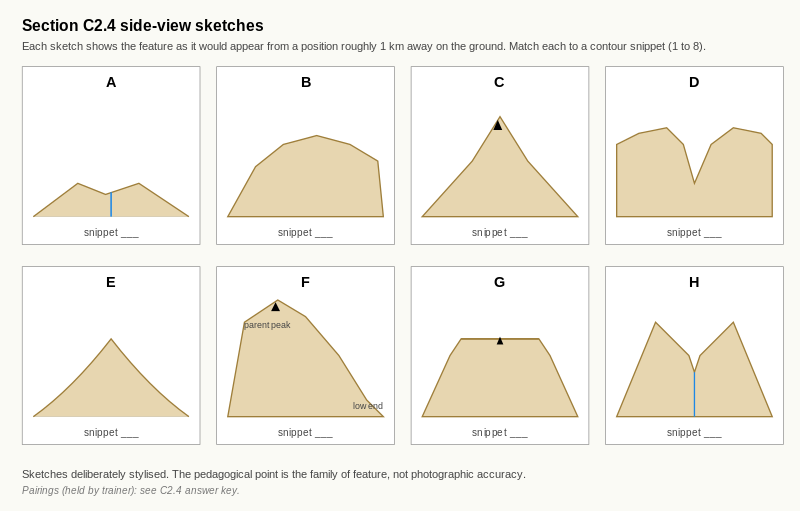 Section C2.4 side-view sketches
Each sketch shows the feature as it would appear from a position roughly 1 km away on the ground. Match each to a contour snippet (1 to 8).
A
B
C
D
snippet ___
snippet ___
snippet ___
snippet ___
E
F
G
H
parent peak
low end
snippet ___
snippet ___
snippet ___
snippet ___
Sketches deliberately stylised. The pedagogical point is the family of feature, not photographic accuracy.
Pairings (held by trainer): see C2.4 answer key.